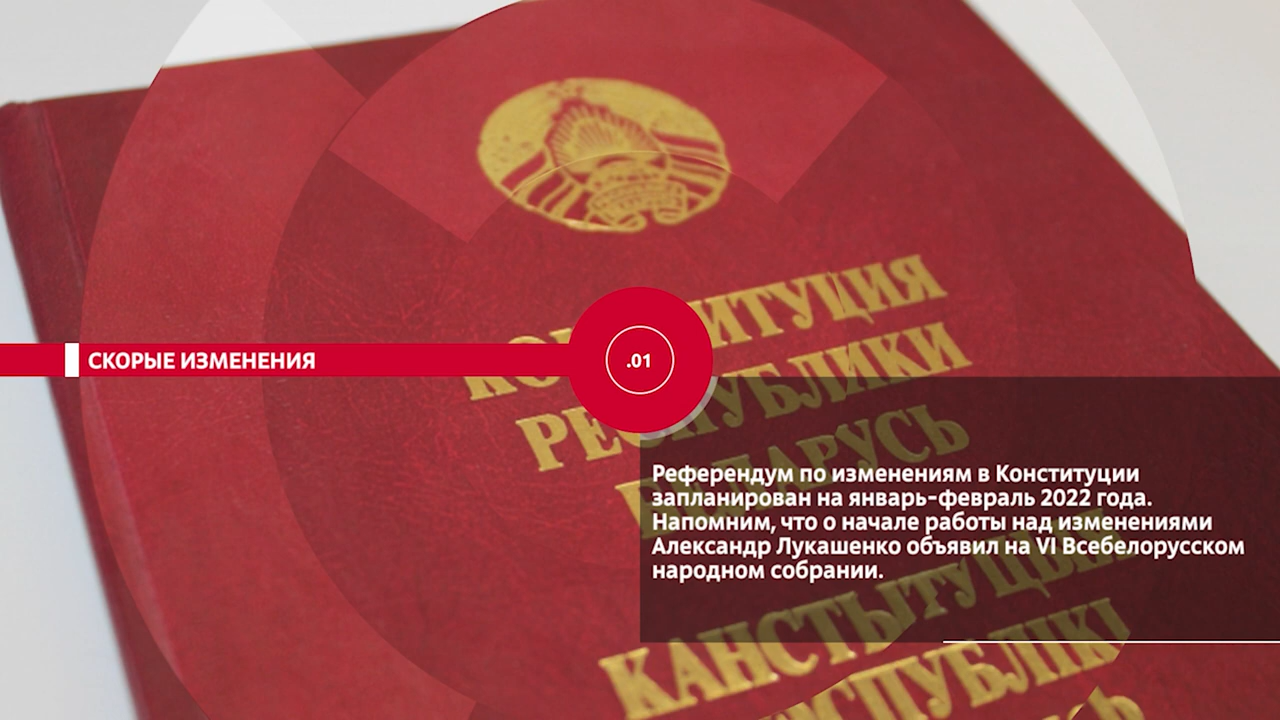 СКОРЫЕ ИЗМЕНЕНИЯ
.01
РЕСПУБЛИКИ
БЕЛАРУСЬ
Референдум по изменениям в Конституции
запланирован на январь-февраль 2022 года.
Напомним, что о начале работы над изменениями
Александр Лукашенко объявил на VI Всебелорусском
народном собрании.
КАНСТЫТУЦЫЯ
РЭСПУБЛІКІ